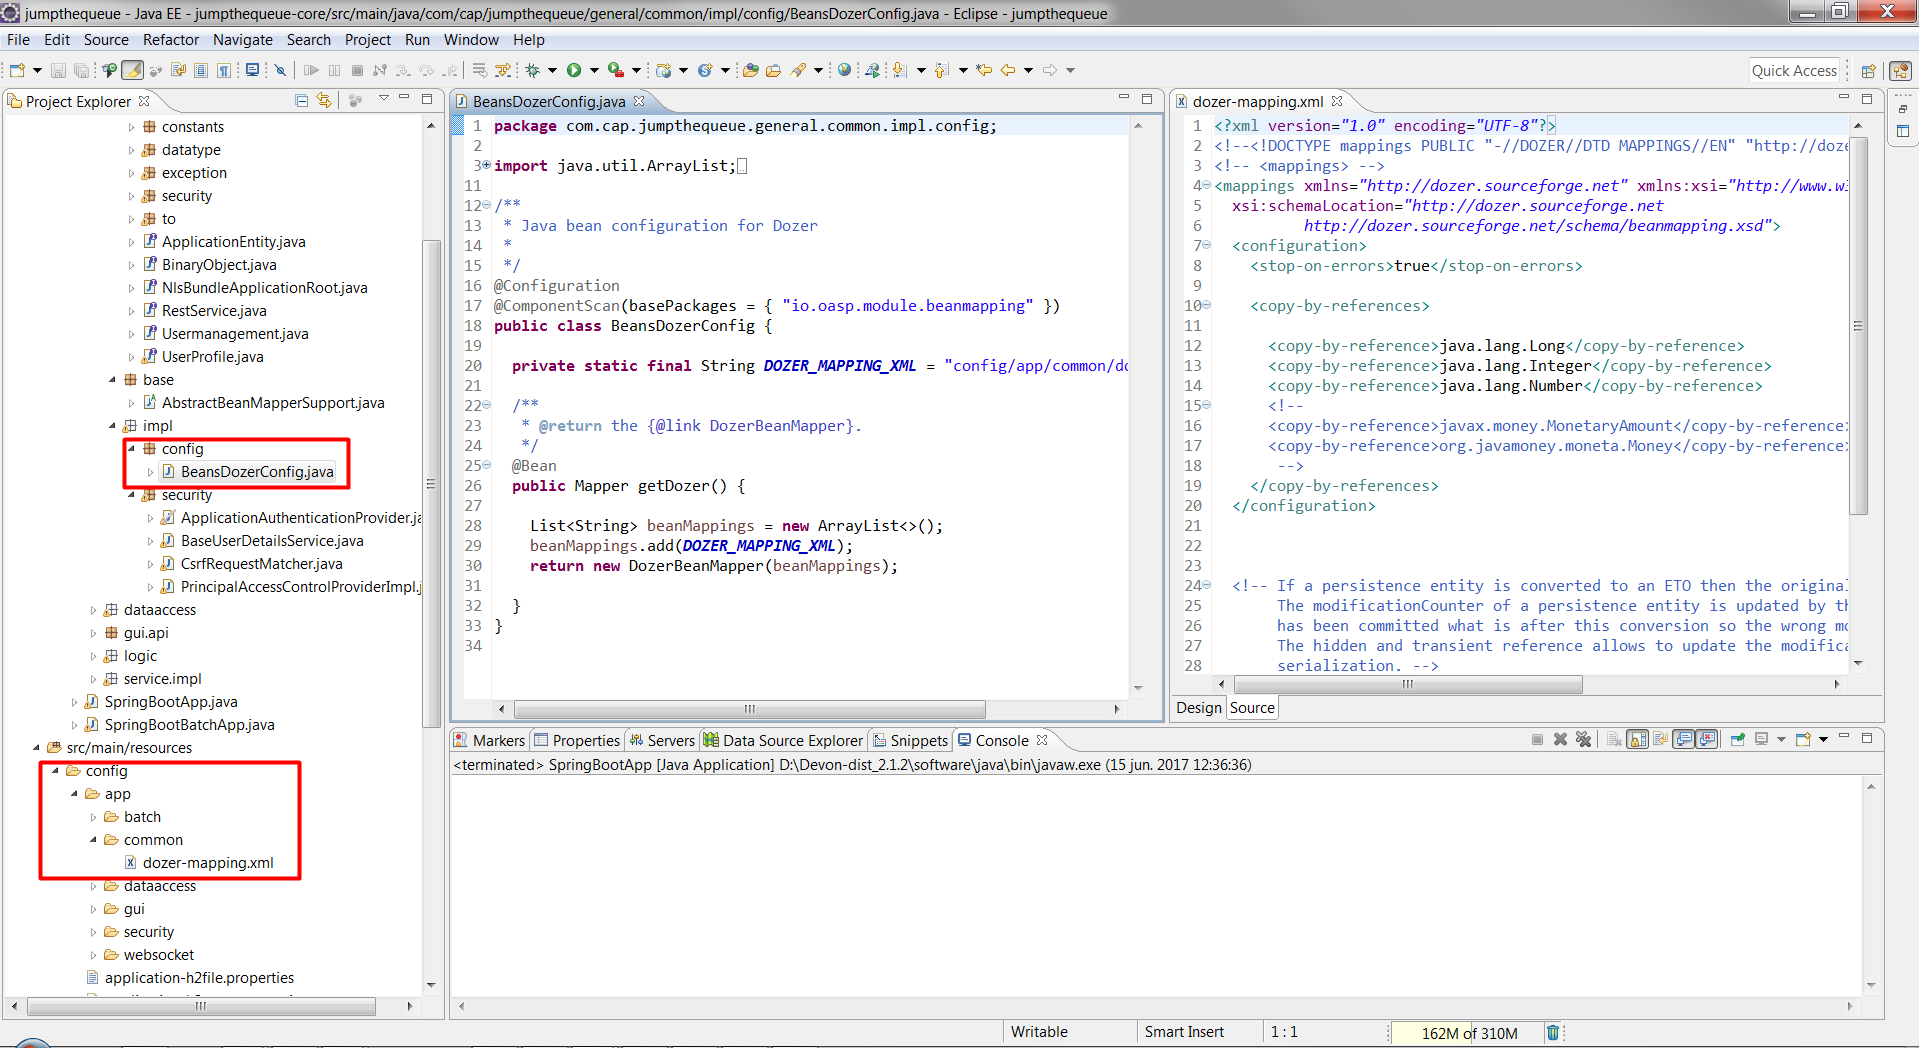 jumpthequeue - Java EE - jumpthequeue-core/src/main/java/com/cap/jumpthequeue/general/common/impl/config/BeansDozerConfig.java - Eclipse - jumpthequeue
File Edit Source Refactor Navigate Search Project Run Window Help
Quick Access
Project Explorer
constants
datatype
exception
security
to
ApplicationEntity.java
BinaryObject.java
NlsBundleApplicationRoot.java
RestService.java
Usermanagement.java
UserProfile.java
base
AbstractBeanMapperSupport.java
impl
config
BeansDozerConfig.java
security
ApplicationAuthenticationProvider.ja
BaseUserDetailsService.java
CsrfRequestMatcher.java
PrincipalAccessControlProviderImpl.j
dataaccess
gui.api
logic
service.impl
SpringBootApp.java
SpringBootBatchApp.java
src/main/resources
config
app
batch
common
dozer-mapping.xml
dataaccess
gui
security
websocket
application-h2file.properties
BeansDozerConfig.java
1 package com.cap.jumpthequeue.general.common.impl.config;
2
3 import java.util.ArrayList;
11
12 /**
13 * Java bean configuration for Dozer
14 *
15 */
16 @Configuration
17 @ComponentScan(basePackages = { "io.oasp.module.beanmapping" })
18 public class BeansDozerConfig {
19
20 private static final String DOZER_MAPPING_XML = "config/app/common/do
21
22 /**
23 * @return the {@link DozerBeanMapper}.
24 */
25 @Bean
26 public Mapper getDozer() {
27
28 List<String> beanMappings = new ArrayList<>();
29 beanMappings.add(DOZER_MAPPING_XML);
30 return new DozerBeanMapper(beanMappings);
31
32 }
33 }
34
dozer-mapping.xml
1 <?xml version="1.0" encoding="UTF-8"?>
2 <!--<!DOCTYPE mappings PUBLIC "-//DOZER//DTD MAPPINGS//EN" "http://doze
3 <!-- <mappings> -->
4 <mappings xmlns="http://dozer.sourceforge.net" xmlns:xsi="http://www.w
5 xsi:schemaLocation="http://dozer.sourceforge.net
6 http://dozer.sourceforge.net/schema/beanmapping.xsd">
7 <configuration>
8 <stop-on-errors>true</stop-on-errors>
9
10 <copy-by-references>
11
12 <copy-by-reference>java.lang.Long</copy-by-reference>
13 <copy-by-reference>java.lang.Integer</copy-by-reference>
14 <copy-by-reference>java.lang.Number</copy-by-reference>
15 <!--
16 <copy-by-reference>javax.money.MonetaryAmount</copy-by-reference>
17 <copy-by-reference>org.javamoney.moneta.Money</copy-by-reference>
18 -->
19 </copy-by-references>
20 </configuration>
21
22
23
24 <!-- If a persistence entity is converted to an ETO then the original
25 The modificationCounter of a persistence entity is updated by th
26 has been committed what is after this conversion so the wrong mo
27 The hidden and transient reference allows to update the modifica
28 serialization. -->
Design Source
Markers Properties Servers Data Source Explorer Snippets Console
<terminated> SpringBootApp [Java Application] D:\Devon-dist_2.1.2\software\java\bin\javaw.exe (15 jun. 2017 12:36:36)
Writable Smart Insert 1 : 1 162M of 310M